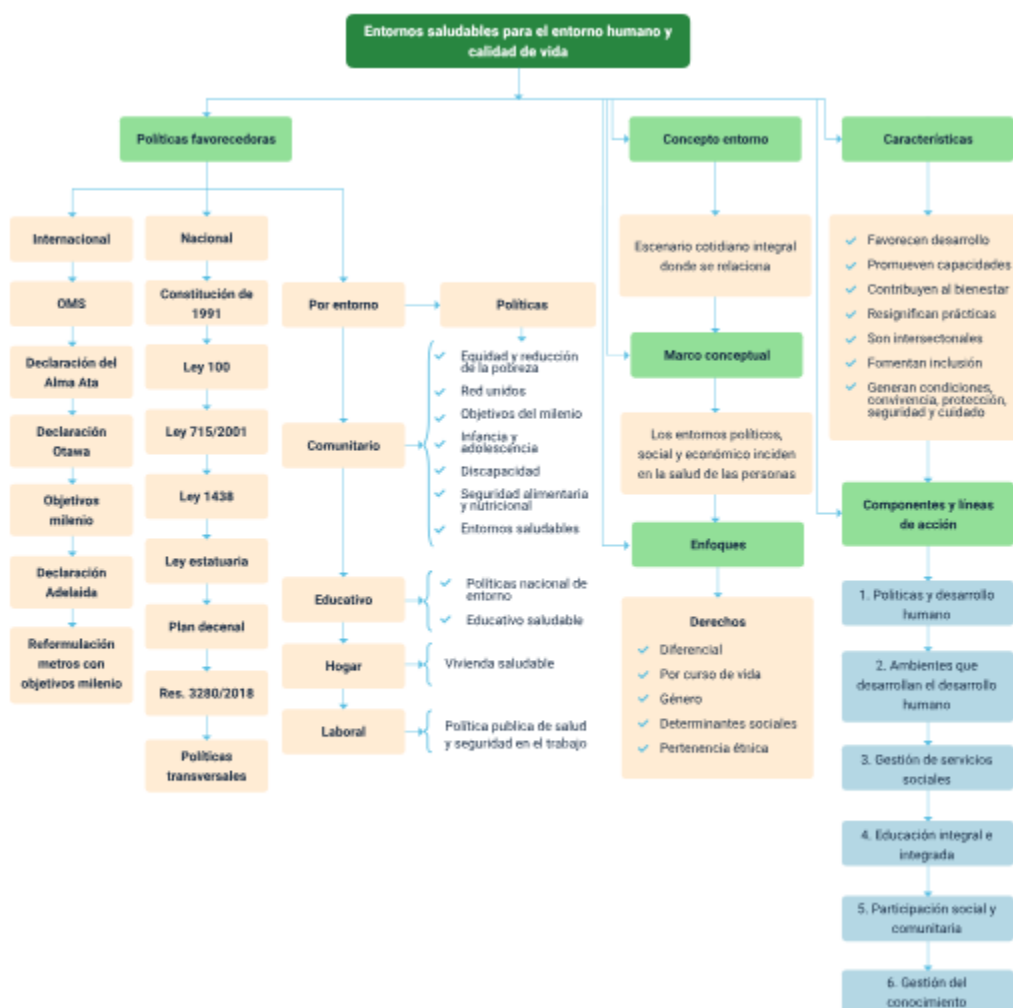 Entornos saludables para el entorno humano y
calidad de vida
Políticas favorecedoras
Internacional
OMS
Declaración del
Alma Ata
Declaración
Otawa
Objetivos
milenio
Declaración
Adelaida
Reformulación
metros con
objetivos milenio
Nacional
Constitución de
1991
Ley 100
Ley 715/2001
Ley 1438
Ley estatuaria
Plan decenal
Res. 3280/2018
Políticas
transversales
Por entorno
Políticas
Comunitario
Equidad y reducción
de la pobreza
Red unidos
Objetivos del milenio
Infancia y
adolescencia
Discapacidad
Seguridad alimentaria
y nutricional
Entornos saludables
Educativo
Políticas nacional de
entorno
Educativo saludable
Hogar
Vivienda saludable
Laboral
Política publica de salud
y seguridad en el trabajo
Concepto entorno
Escenario cotidiano integral
donde se relaciona
Marco conceptual
Los entornos políticos,
social y económico inciden
en la salud de las personas
Enfoques
Derechos
Diferencial
Por curso de vida
Género
Determinantes sociales
Pertenencia étnica
Características
Favorecen desarrollo
Promueven capacidades
Contribuyen al bienestar
Resignifican prácticas
Son intersectonales
Fomentan inclusión
Generan condiciones,
convivencia, protección,
seguridad y cuidado
Componentes y líneas
de acción
1. Politicas y desarrollo
humano
2. Ambientes que
desarrollan el desarrollo
humano
3. Gestión de servicios
sociales
4. Educación integral e
integrada
5. Participación social y
comunitaria
6. Gestión del
conocimiento